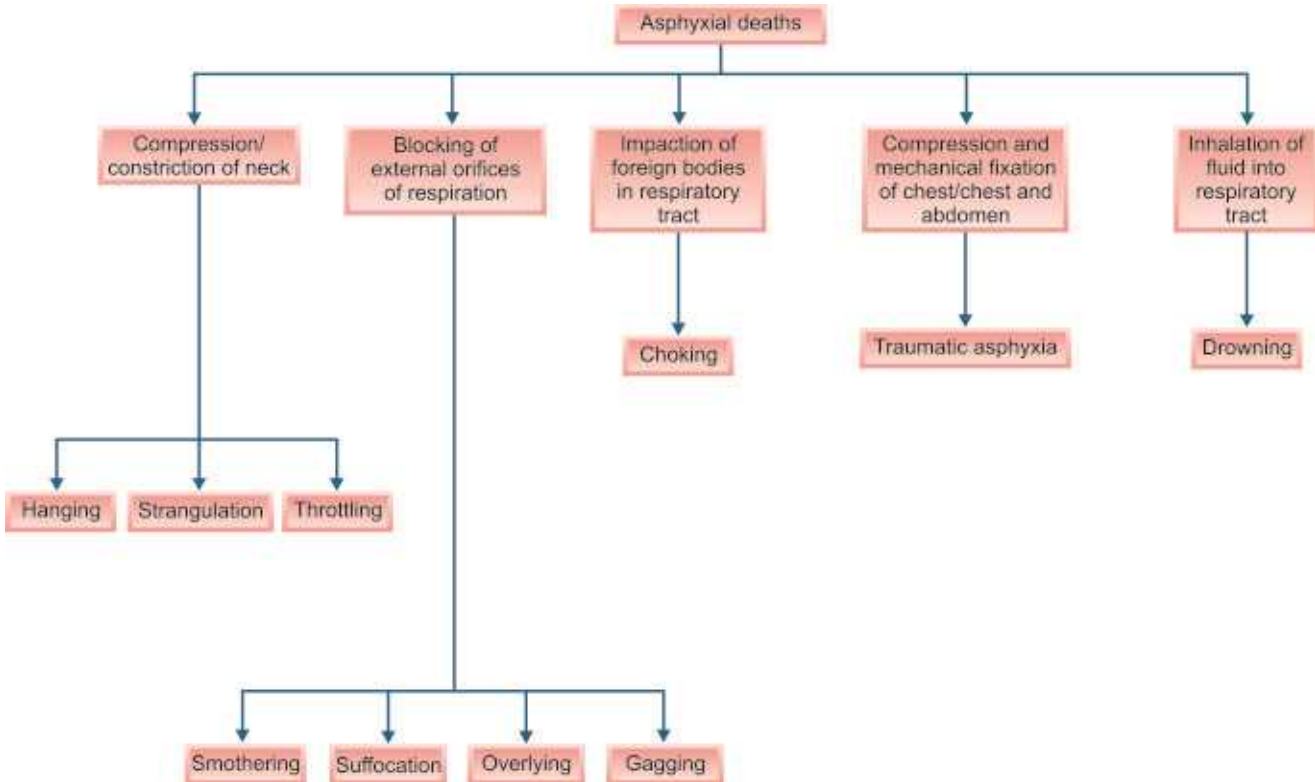 Asphyxial deaths
Compression/
constriction of neck
Blocking of
external orifices
of respiration
Impaction of
foreign bodies
in respiratory
tract
Compression and
mechanical fixation
of chest/chest and
abdomen
Inhalation of
fluid into
respiratory
tract
Choking
Traumatic asphyxia
Drowning
Hanging
Strangulation
Throttling
Smothering
Suffocation
Overlying
Gagging